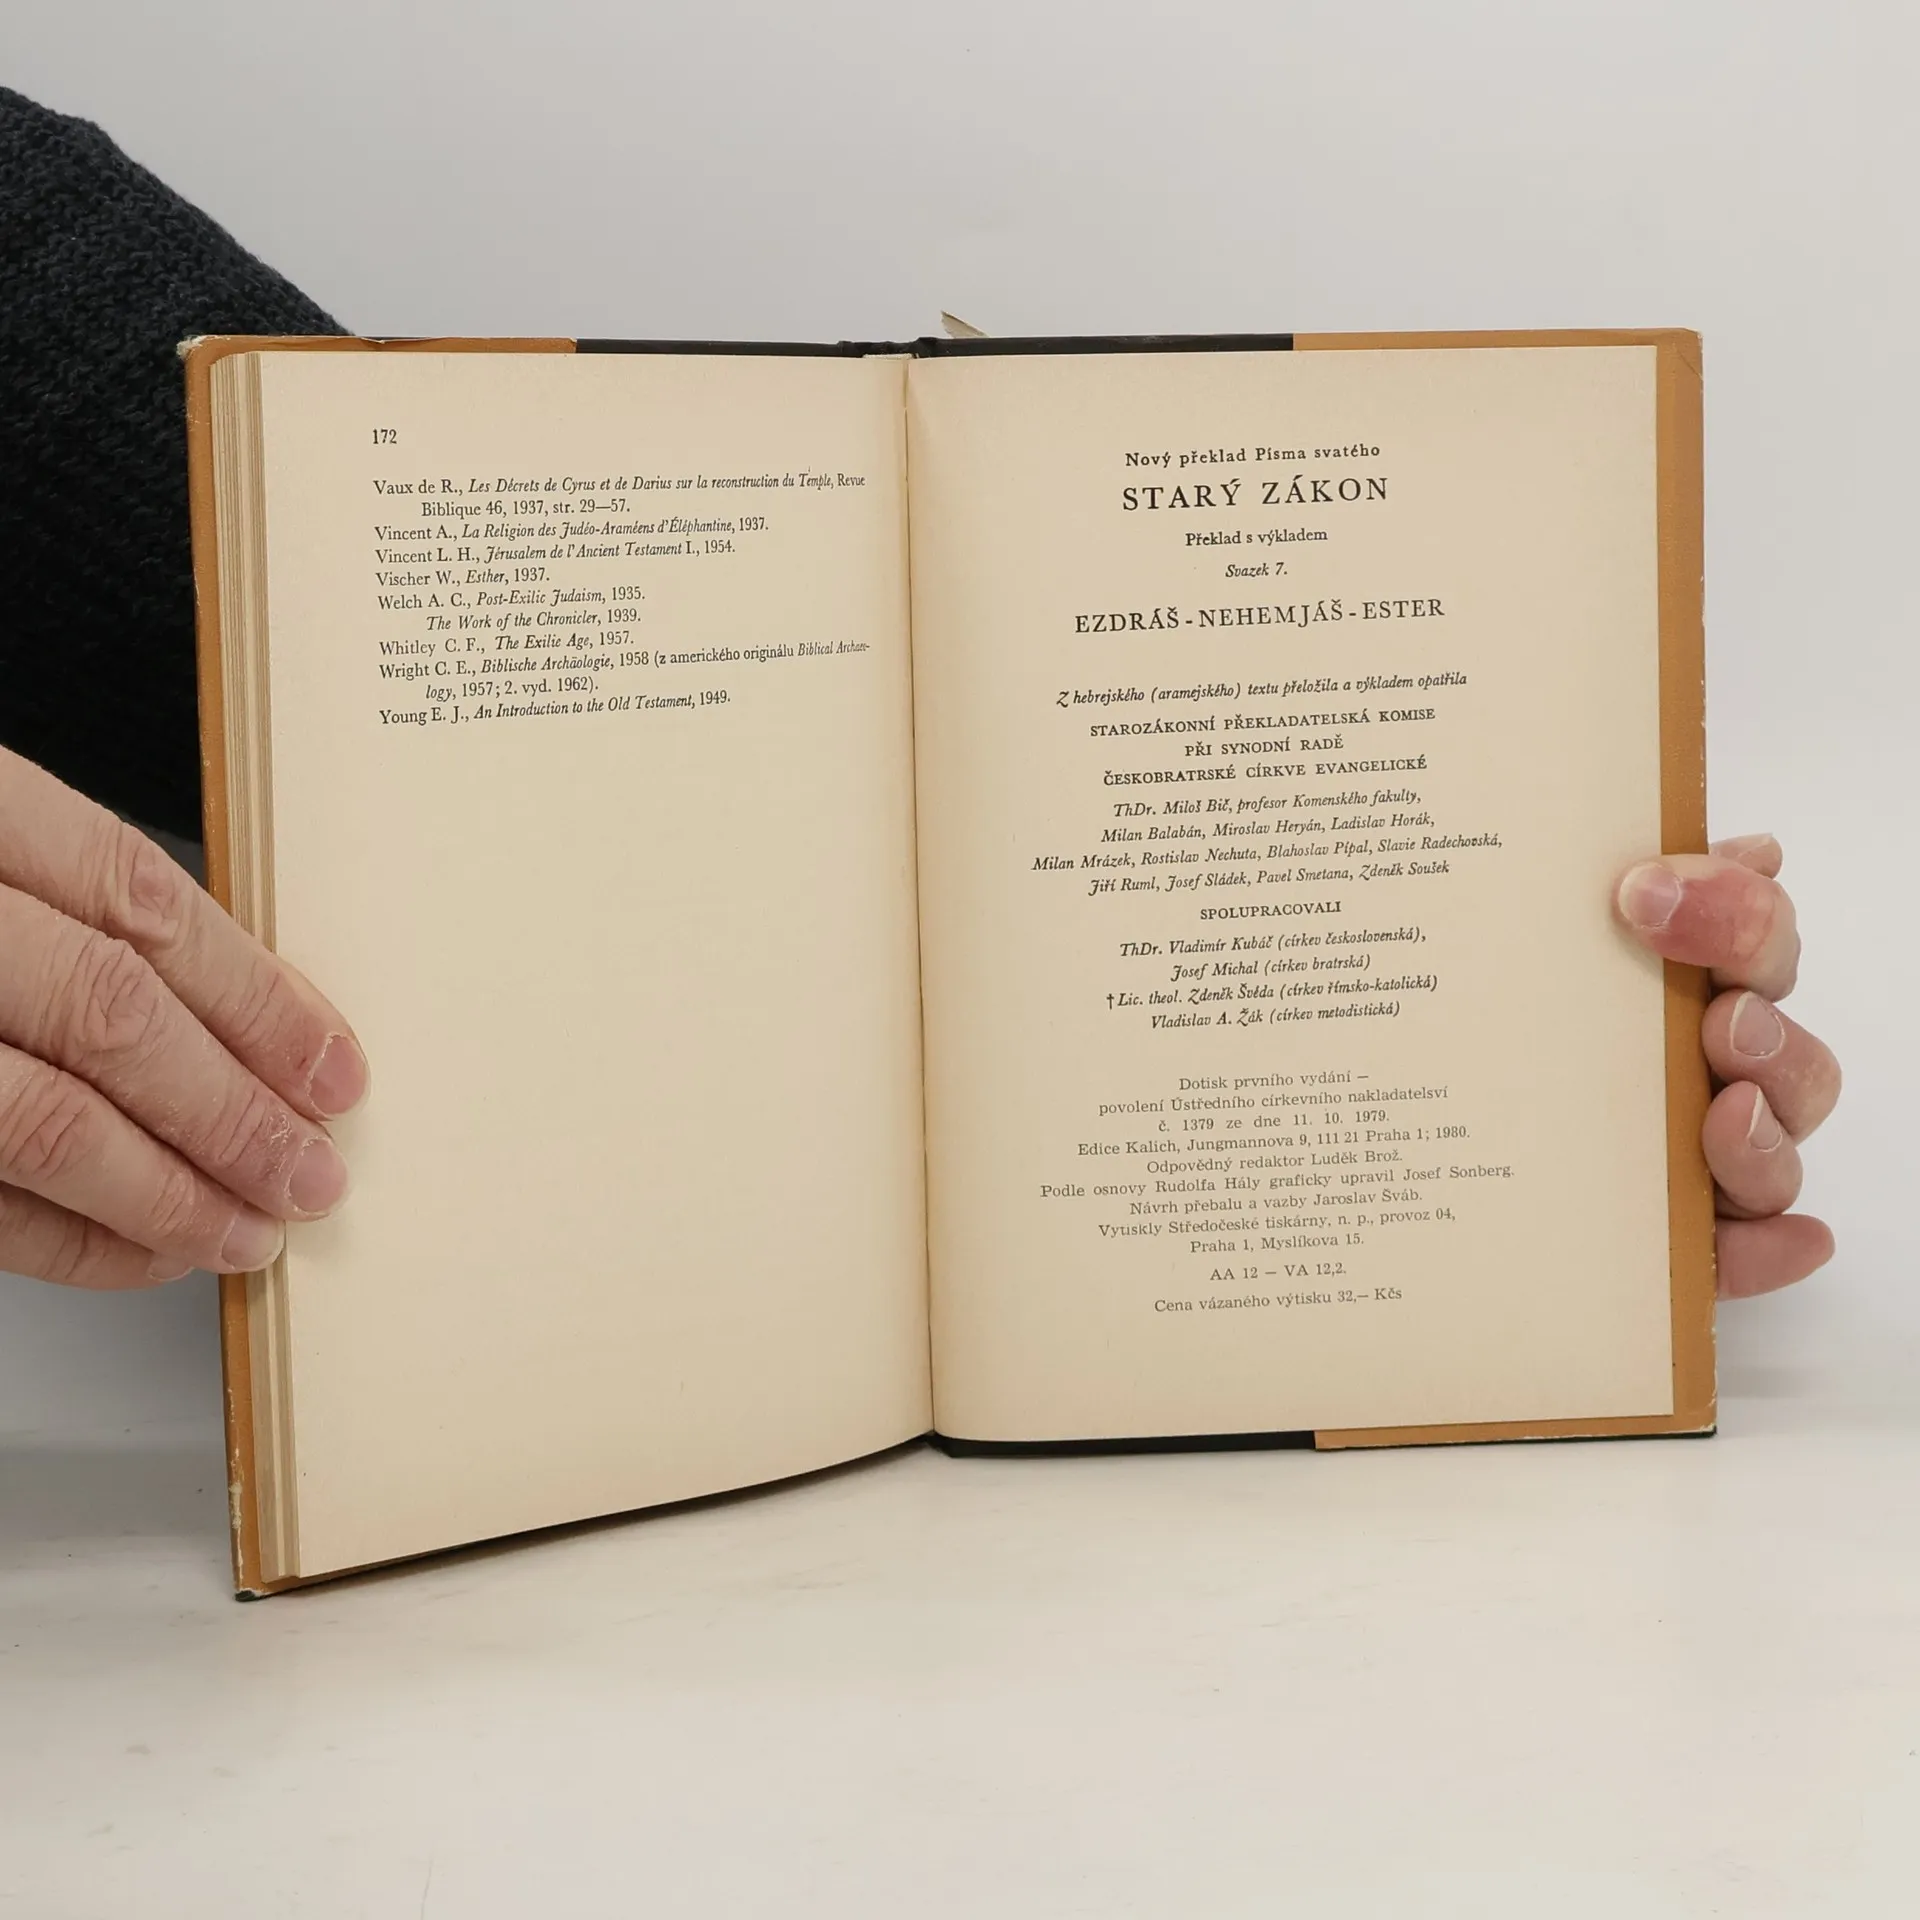 172
Vaux de R., Les Décrets de Cyrus et de Darius sur la reconstruction du Temple, Revue
Biblique 46, 1937, str. 29—57.
Vincent A., La Religion des Judéo-Araméens d'Éléphantine, 1937.
Vincent L. H., Jérusalem de l'Ancient Testament I., 1954.
Vischer W., Esther, 1937.
Welch A. C., Post-Exilic Judaism, 1935.
The Work of the Chronicler, 1939.
Whitley C. F., The Exilic Age, 1957.
Wright C. E., Biblische Archäologie, 1958 (z amerického originálu Biblical Archaeo-
logy, 1957; 2. vyd. 1962).
Young E. J., An Introduction to the Old Testament, 1949.
Nový překlad Písma svatého
STARÝ ZÁKON
Překlad s výkladem
Svazek 7.
EZDRÁŠ-NEHEMJÁŠ-ESTER
Z hebrejského (aramejského) textu přeložila a výkladem opatřila
STAROZÁKONNÍ PŘEKLADATELSKÁ KOMISE
PŘI SYNODNÍ RADĚ
ČESKOBRATRSKÉ CÍRKVE EVANGELICKÉ
ThDr. Miloš Bič, profesor Komenského fakulty,
Milan Balabán, Miroslav Heryán, Ladislav Horák,
Milan Mrázek, Rostislav Nechuta, Blahoslav Pípal, Slavie Radechovská,
Jiří Ruml, Josef Sládek, Pavel Smetana, Zdeněk Soušek
SPOLUPRACOVALI
ThDr. Vladimír Kubáč (církev československá),
Josef Michal (církev bratrská)
† Lic. theol. Zdeněk Švéda (církev římsko-katolická)
Vladislav A. Žák (církev metodistická)
Dotisk prvního vydání —
povolení Ústředního církevního nakladatelsví
č. 1379 ze dne 11. 10. 1979.
Edice Kalich, Jungmannova 9, 111 21 Praha 1; 1980.
Odpovědný redaktor Luděk Brož.
Podle osnovy Rudolfa Hály graficky upravil Josef Sonberg.
Návrh přebalu a vazby Jaroslav Šváb.
Vytiskly Středočeské tiskárny, n. p., provoz 04,
Praha 1, Myslíkova 15.
AA 12 — VA 12,2.
Cena vázaného výtisku 32,— Kčs